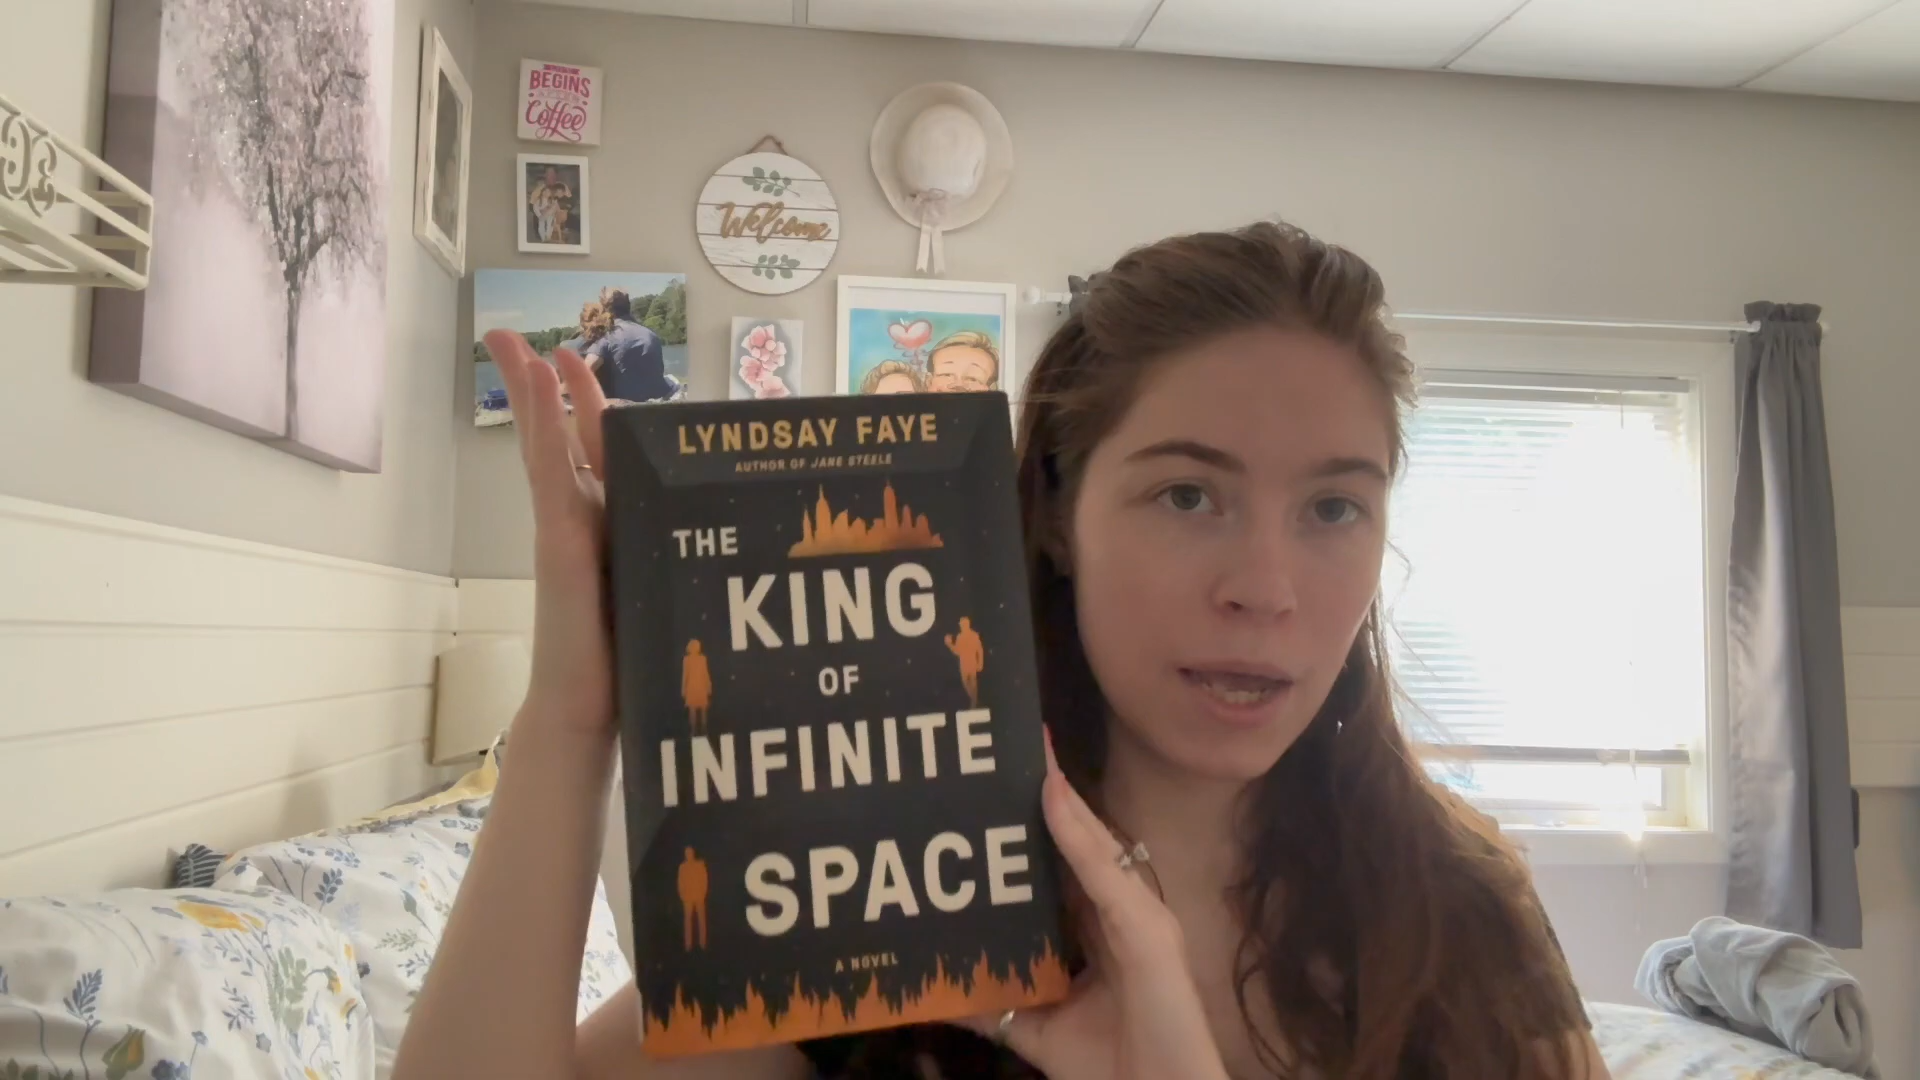 BEGINS
Coffee
Welcome
LYNDSAY FAYE
AUTHOR OF JANE STEELE
THE
KING
OF
INFINITE
SPACE
A NOVEL